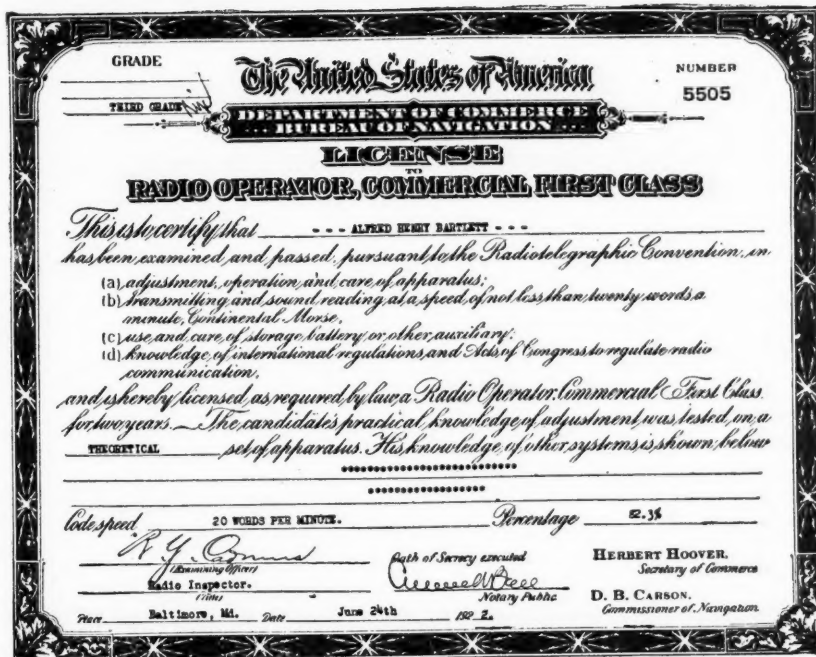 GRADE
THIRD GRADE
The United States of America
NUMBER
5505
DEPARTMENT OF COMMERCE
BUREAU OF NAVIGATION
LICENSE
TO
RADIO OPERATOR, COMMERCIAL FIRST CLASS
This is to certify that - - - ALFRED HENRY BARTLETT - - -
has been examined and passed, pursuant to the Radiotelegraphic Convention, in
(a) adjustment, operation, and care of apparatus;
(b) transmitting and sound reading at a speed of not less than twenty words a
minute, Continental Morse,
(c) use and care of storage battery or other auxiliary;
(d) knowledge of international regulations and Acts of Congress to regulate radio
communication,
and is hereby licensed as required by law a Radio Operator, Commercial First Class
for two years. — The candidate's practical knowledge of adjustment was tested on a
THEORETICAL set of apparatus. His knowledge of other systems is shown below
Code speed 20 WORDS PER MINUTE. Percentage 82.3%
(Examining Officer)
Radio Inspector.
(Title)
Place Baltimore, Md. Date June 24th 192 2.
Oath of Secrecy executed
Notary Public
HERBERT HOOVER.
Secretary of Commerce
D. B. CARSON.
Commissioner of Navigation